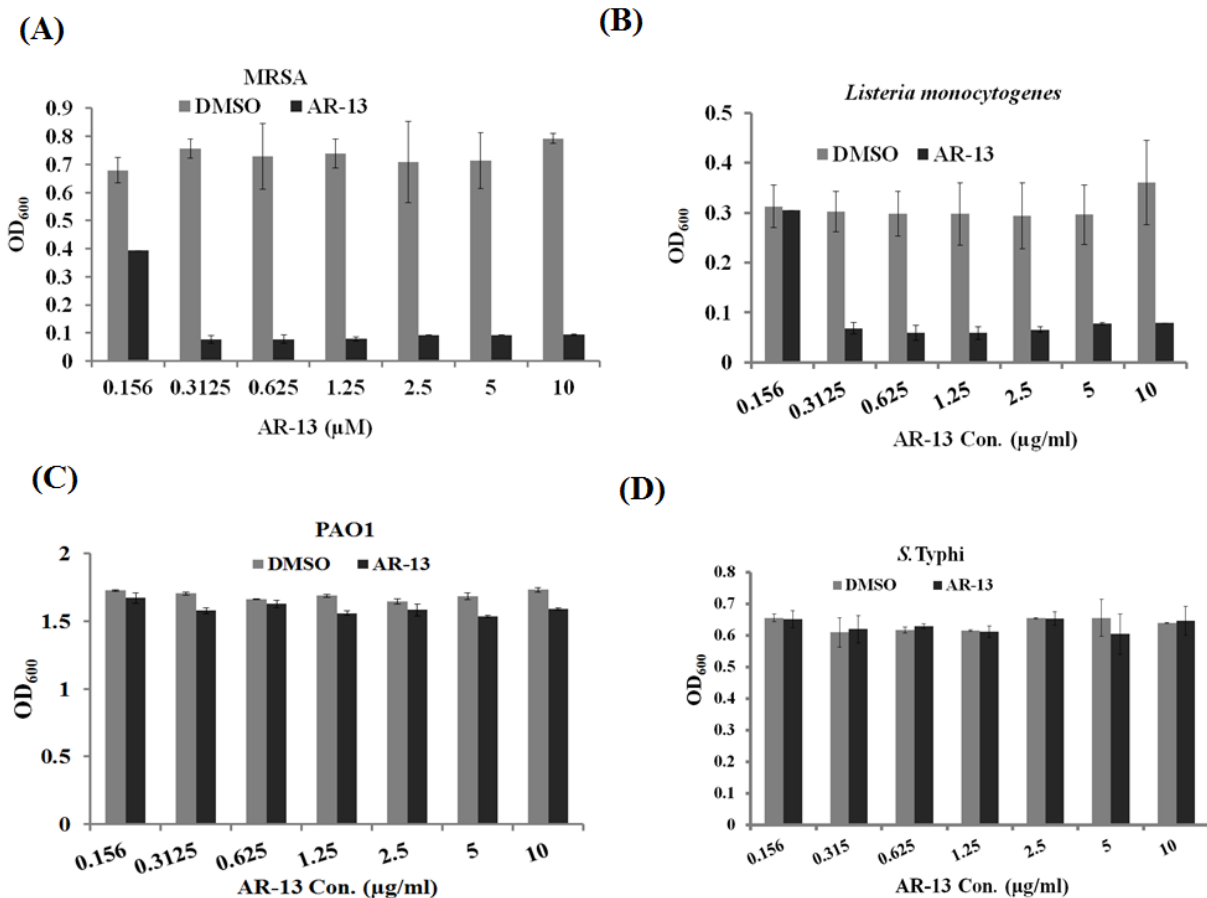 (A)
MRSA
DMSO AR-13
0.9
0.8
0.7
0.6
0.5
0.4
0.3
0.2
0.1
0
OD600
0.156 0.3125 0.625 1.25 2.5 5 10
AR-13 (µM)
(B)
Listeria monocytogenes
DMSO AR-13
0.5
0.4
0.3
0.2
0.1
0
OD600
0.156 0.3125 0.625 1.25 2.5 5 10
AR-13 Con. (µg/ml)
(C)
PAO1
DMSO AR-13
2
1.5
1
0.5
0
OD600
0.156 0.3125 0.625 1.25 2.5 5 10
AR-13 Con. (µg/ml)
(D)
S. Typhi
DMSO AR-13
0.8
0.7
0.6
0.5
0.4
0.3
0.2
0.1
0
OD600
0.156 0.315 0.625 1.25 2.5 5 10
AR-13 Con. (µg/ml)